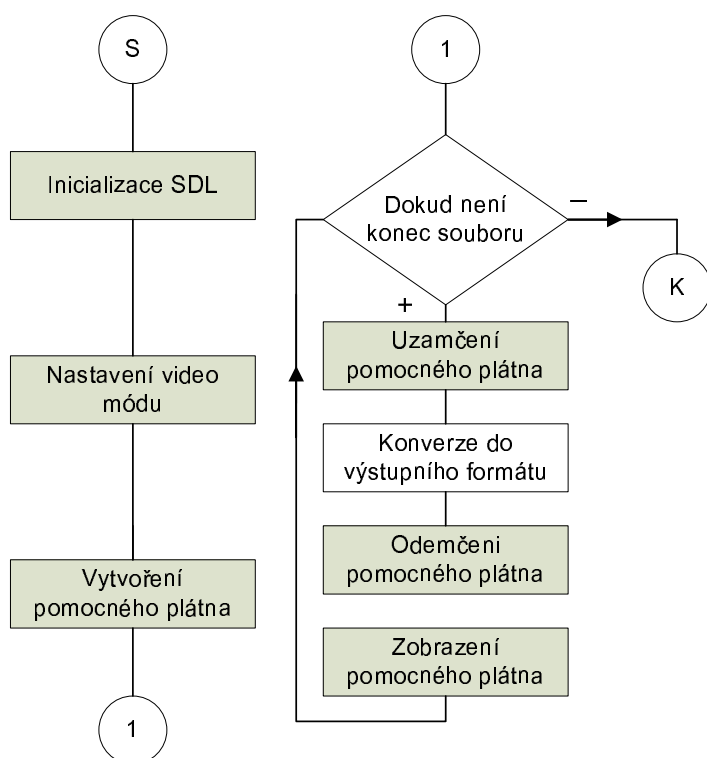 S
Inicializace SDL
Nastavení video
módu
Vytvoření
pomocného plátna
1
1
Dokud není
konec souboru
–
K
+
Uzamčení
pomocného plátna
Konverze do
výstupního formátu
Odemčeni
pomocného plátna
Zobrazení
pomocného plátna